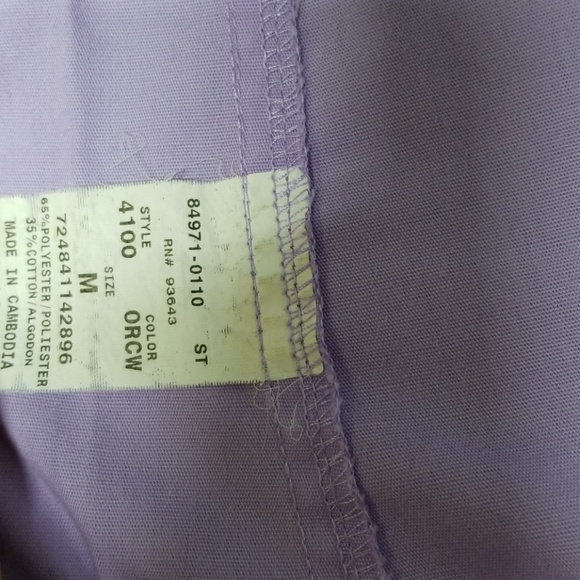 84971-0110 ST
RN# 93643
STYLE COLOR
4100 ORCW
SIZE
M
724841142896
65%POLYESTER/POLIESTER
35%COTTON/ALGODON
MADE IN CAMBODIA